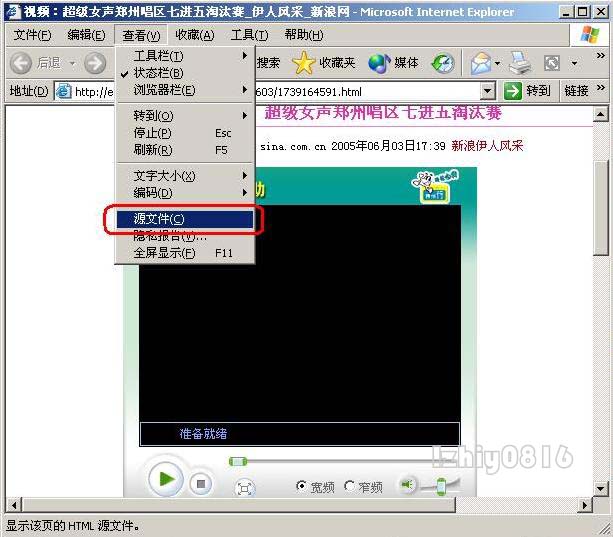 视频：超级女声郑州唱区七进五淘汰赛_伊人风采_新浪网 - Microsoft Internet Explorer
文件(F) 编辑(E) 查看(V) 收藏(A) 工具(T) 帮助(H)
后退 搜索 收藏夹 媒体
地址(D) http://e 603/1739164591.html 转到 链接
工具栏(T)
状态栏(B)
浏览器栏(E)
转到(O)
停止(P) Esc
刷新(R) F5
文字大小(X)
编码(D)
源文件(C)
隐私报告(V)...
全屏显示(F) F11
超级女声郑州唱区七进五淘汰赛
sina.com.cn 2005年06月03日17:39 新浪伊人风采
助
准备就绪
宽频 窄频
lzhiy0816
显示该页的 HTML 源文件。